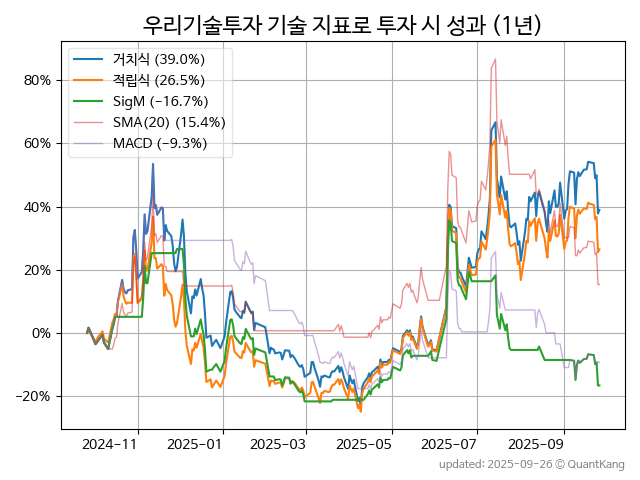 우리기술투자 기술 지표로 투자 시 성과 (1년)
거치식 (39.0%)
적립식 (26.5%)
SigM (−16.7%)
SMA(20) (15.4%)
MACD (−9.3%)
80%
60%
40%
20%
0%
−20%
2024-11 2025-01 2025-03 2025-05 2025-07 2025-09
updated: 2025-09-26 © QuantKang